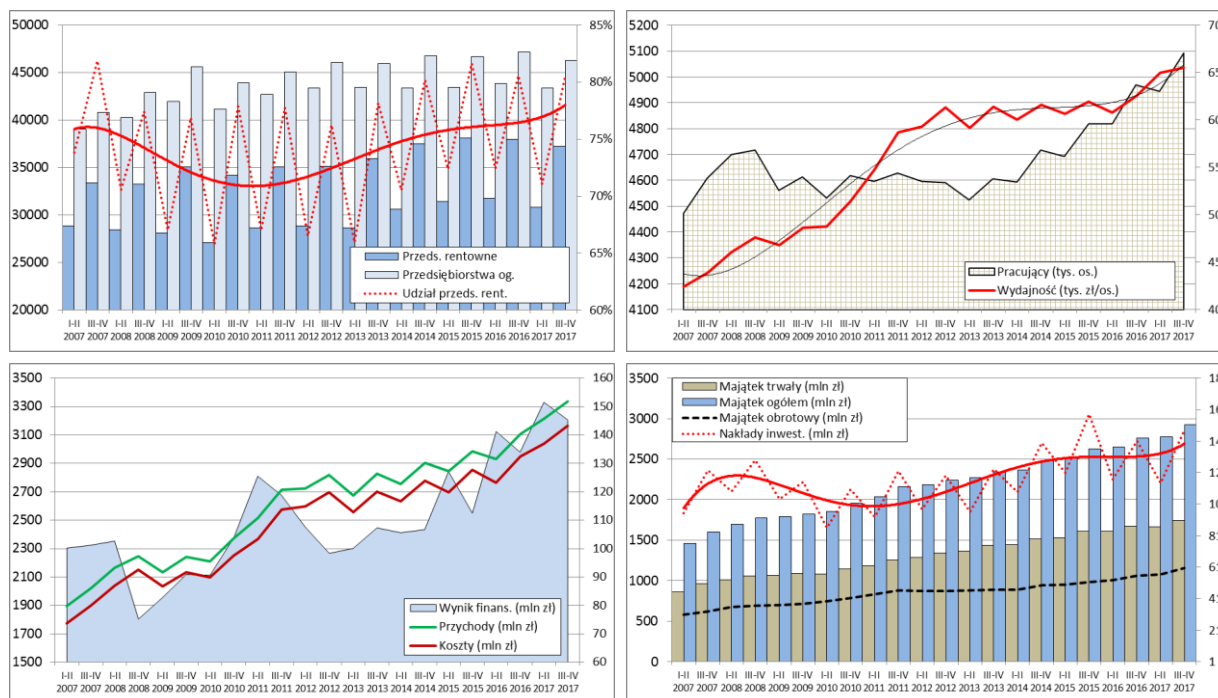 50000
45000
40000
35000
30000
25000
20000
85%
80%
75%
70%
65%
60%
Przeds. rentowne
Przedsiębiorstwa og.
Udział przeds. rent.
I-II III-IV I-II III-IV I-II III-IV I-II III-IV I-II III-IV I-II III-IV I-II III-IV I-II III-IV I-II III-IV I-II III-IV I-II III-IV
2007 2007 2008 2008 2009 2009 2010 2010 2011 2011 2012 2012 2013 2013 2014 2014 2015 2015 2016 2016 2017 2017
5200
5100
5000
4900
4800
4700
4600
4500
4400
4300
4200
4100
Pracujący (tys. os.)
Wydajność (tys. zł/os.)
I-II III-IV I-II III-IV I-II III-IV I-II III-IV I-II III-IV I-II III-IV I-II III-IV I-II III-IV I-II III-IV I-II III-IV I-II III-IV
2007 2007 2008 2008 2009 2009 2010 2010 2011 2011 2012 2012 2013 2013 2014 2014 2015 2015 2016 2016 2017 2017
3500
3300
3100
2900
2700
2500
2300
2100
1900
1700
1500
160
150
140
130
120
110
100
90
80
70
60
Wynik finans. (mln zł)
Przychody (mln zł)
Koszty (mln zł)
I-II III-IV I-II III-IV I-II III-IV I-II III-IV I-II III-IV I-II III-IV I-II III-IV I-II III-IV I-II III-IV I-II III-IV I-II III-IV
2007 2007 2008 2008 2009 2009 2010 2010 2011 2011 2012 2012 2013 2013 2014 2014 2015 2015 2016 2016 2017 2017
3500
3000
2500
2000
1500
1000
500
0
Majątek trwały (mln zł)
Majątek ogółem (mln zł)
Majątek obrotowy (mln zł)
Nakłady inwest. (mln zł)
I-II III-IV I-II III-IV I-II III-IV I-II III-IV I-II III-IV I-II III-IV I-II III-IV I-II III-IV I-II III-IV I-II III-IV I-II III-IV
2007 2007 2008 2008 2009 2009 2010 2010 2011 2011 2012 2012 2013 2013 2014 2014 2015 2015 2016 2016 2017 2017